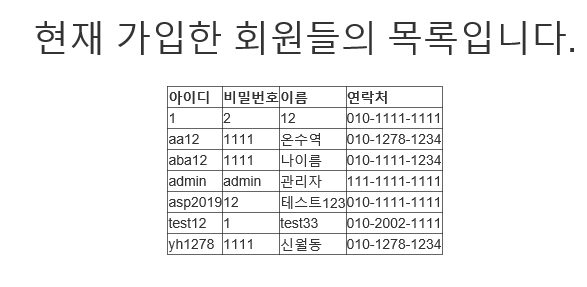 현재 가입한 회원들의 목록입니다.
아이디 비밀번호 이름 연락처
1 2 12 010-1111-1111
aa12 1111 온수역 010-1278-1234
aba12 1111 나이름 010-1111-1234
admin admin 관리자 111-1111-1111
asp2019 12 테스트123 010-1111-1111
test12 1 test33 010-2002-1111
yh1278 1111 신월동 010-1278-1234